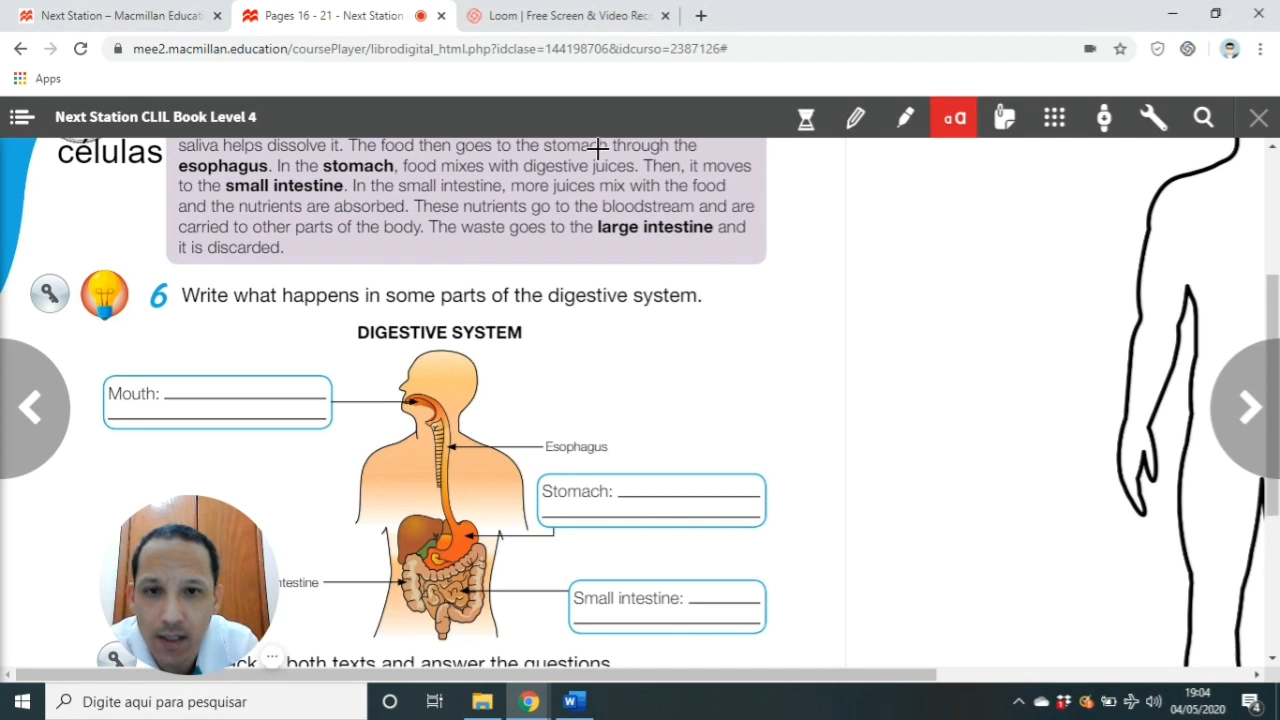 Next Station – Macmillan Educati
Pages 16 - 21 - Next Station
Loom | Free Screen & Video Rec
mee2.macmillan.education/coursePlayer/librodigital_html.php?idclase=144198706&idcurso=2387126#
Apps
Next Station CLIL Book Level 4
aa
células
saliva helps dissolve it. The food then goes to the stomach through the
esophagus. In the stomach, food mixes with digestive juices. Then, it moves
to the small intestine. In the small intestine, more juices mix with the food
and the nutrients are absorbed. These nutrients go to the bloodstream and are
carried to other parts of the body. The waste goes to the large intestine and
it is discarded.
6 Write what happens in some parts of the digestive system.
DIGESTIVE SYSTEM
Mouth:
Esophagus
Stomach:
ntestine
Small intestine:
both texts and answer the questions
Digite aqui para pesquisar
19:04
04/05/2020
4